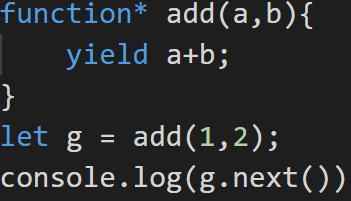 function* add(a,b){
    yield a+b;
}
let g = add(1,2);
console.log(g.next())